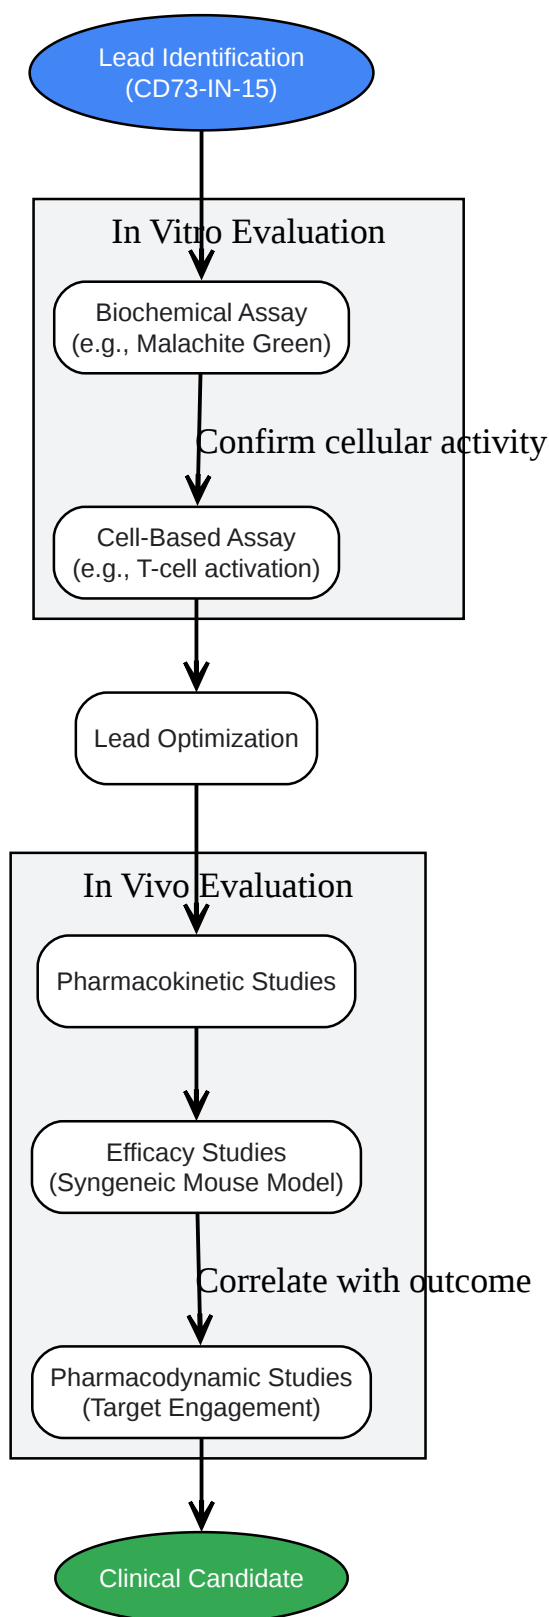 Lead Identification
(CD73-IN-15)
In Vitro Evaluation
Biochemical Assay
(e.g., Malachite Green)
Confirm cellular activity
Cell-Based Assay
(e.g., T-cell activation)
Lead Optimization
In Vivo Evaluation
Pharmacokinetic Studies
Efficacy Studies
(Syngeneic Mouse Model)
Correlate with outcome
Pharmacodynamic Studies
(Target Engagement)
Clinical Candidate